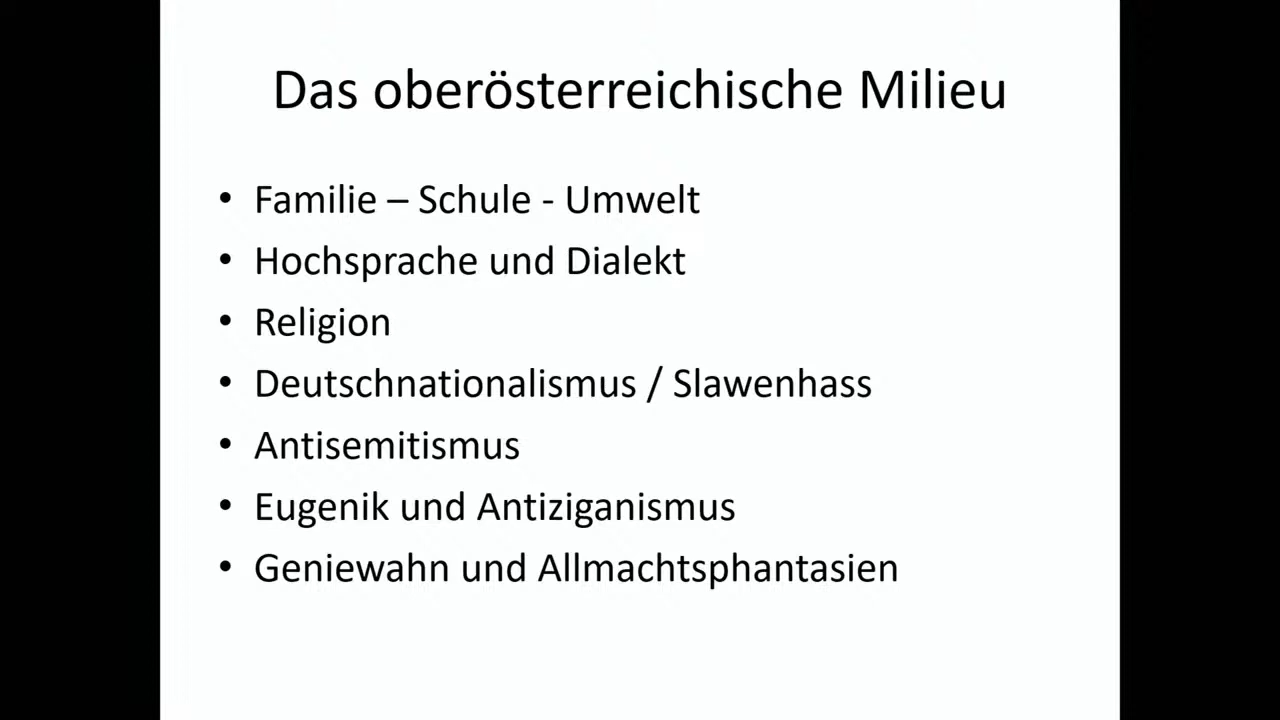 Das oberösterreichische Milieu
• Familie – Schule - Umwelt
• Hochsprache und Dialekt
• Religion
• Deutschnationalismus / Slawenhass
• Antisemitismus
• Eugenik und Antiziganismus
• Geniewahn und Allmachtsphantasien